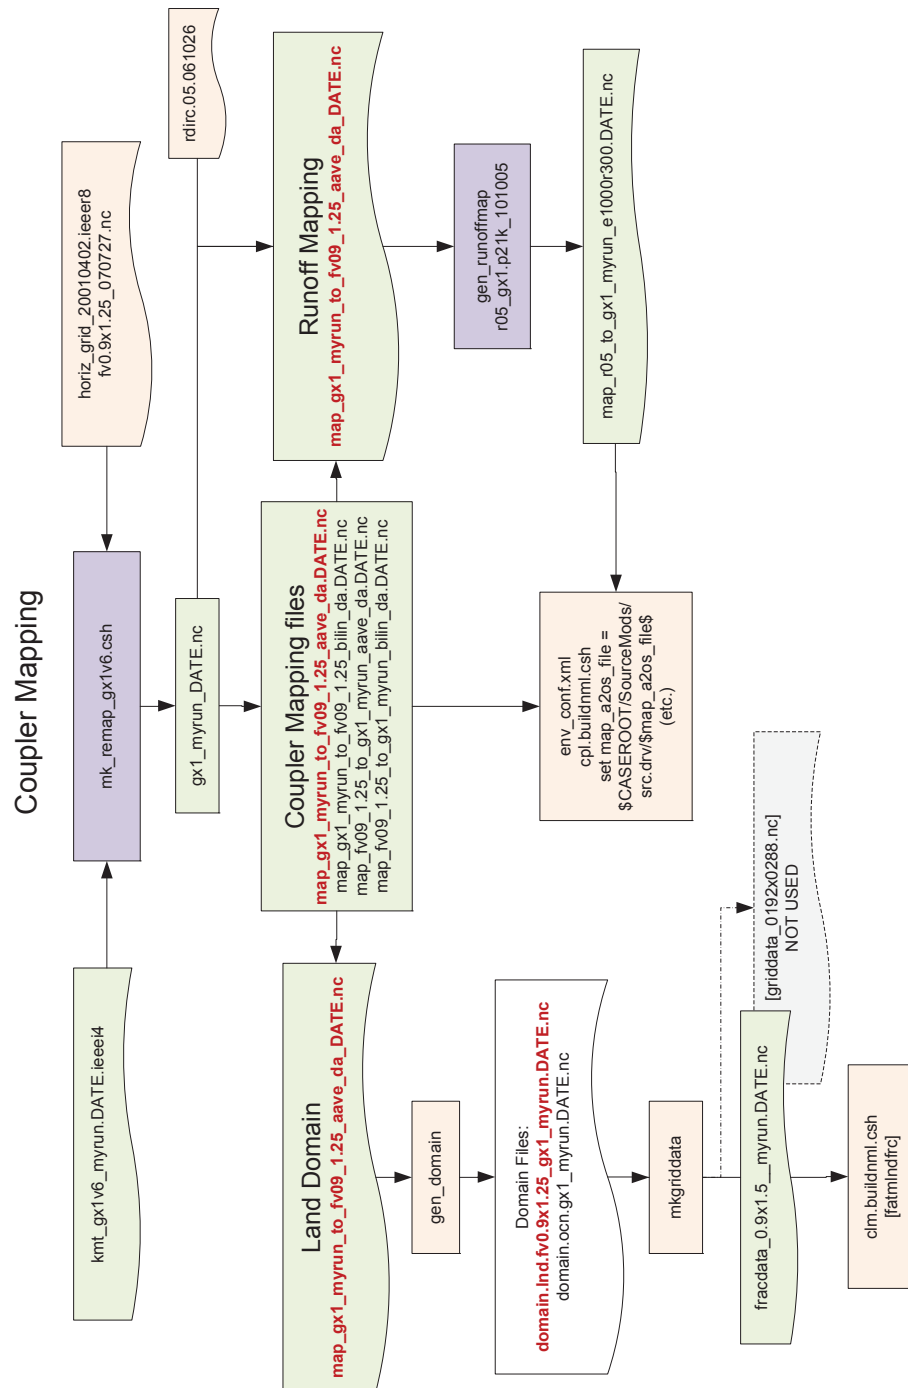 Coupler Mapping
kmt_gx1v6_myrun.DATE.ieeei4
mk_remap_gx1v6.csh
horiz_grid_20010402.ieeer8
fv0.9x1.25_070727.nc
gx1_myrun_DATE.nc
rdirc.05.061026
Land Domain
map_gx1_myrun_to_fv09_1.25_aave_da_DATE.nc
Coupler Mapping files
map_gx1_myrun_to_fv09_1.25_aave_da.DATE.nc
map_gx1_myrun_to_fv09_1.25_bilin_da.DATE.nc
map_fv09_1.25_to_gx1_myrun_aave_da.DATE.nc
map_fv09_1.25_to_gx1_myrun_bilin_da.DATE.nc
Runoff Mapping
map_gx1_myrun_to_fv09_1.25_aave_da_DATE.nc
gen_domain
gen_runoffmap
r05_gx1.p21k_101005
Domain Files:
domain.lnd.fv0.9x1.25_gx1_myrun.DATE.nc
domain.ocn.gx1_myrun.DATE.nc
env_conf.xml
cpl.buildnml.csh
set map_a2os_file =
$CASEROOT/SourceMods/
src.drv/$map_a2os_file$
(etc.)
map_r05_to_gx1_myrun_e1000r300.DATE.nc
mkgriddata
[griddata_0192x0288.nc]
NOT USED
fracdata_0.9x1.5__myrun.DATE.nc
clm.buildnml.csh
[fatmlndfrc]